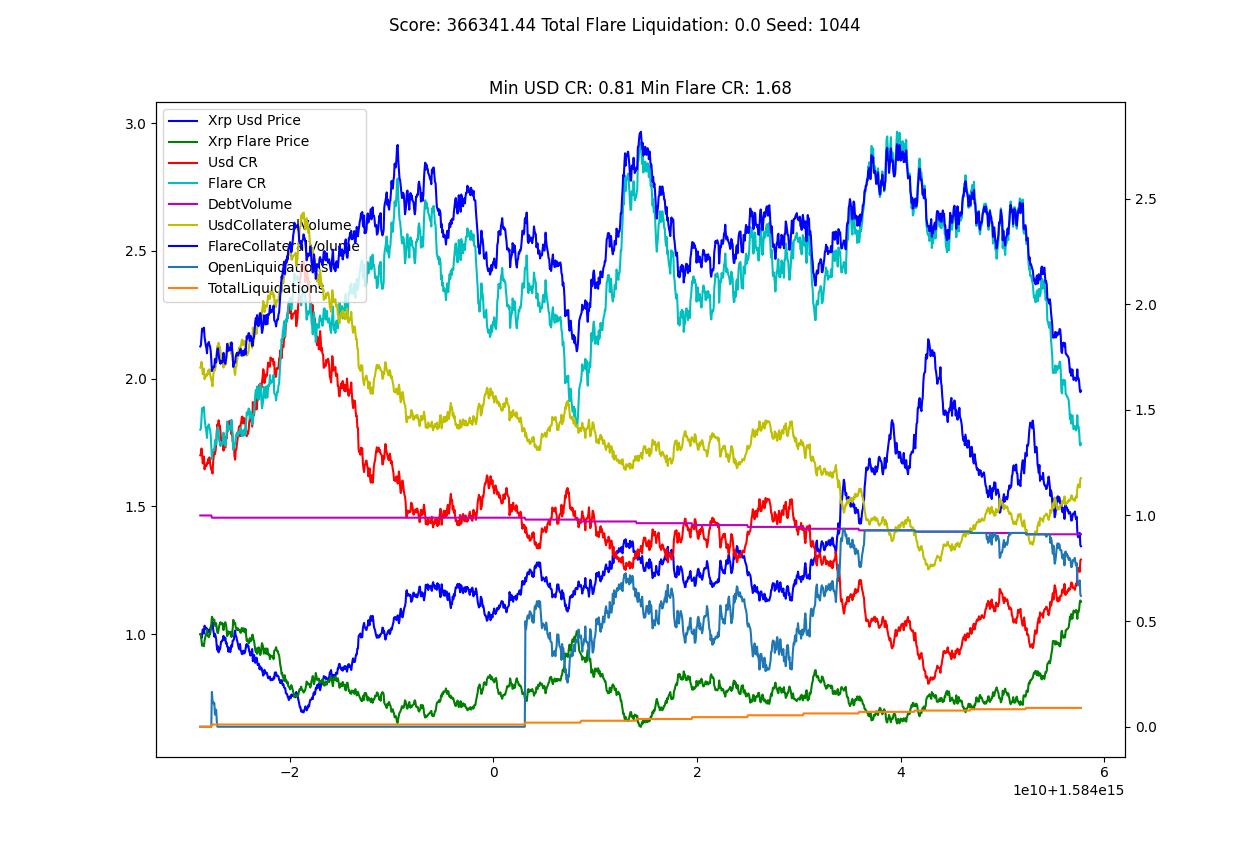 Score: 366341.44 Total Flare Liquidation: 0.0 Seed: 1044
Min USD CR: 0.81 Min Flare CR: 1.68
Xrp Usd Price
Xrp Flare Price
Usd CR
Flare CR
DebtVolume
UsdCollateralVolume
FlareCollateralVolume
OpenLiquidations
TotalLiquidations
3.0
2.5
2.0
1.5
1.0
2.5
2.0
1.5
1.0
0.5
0.0
−2
0
2
4
6
1e10+1.584e15